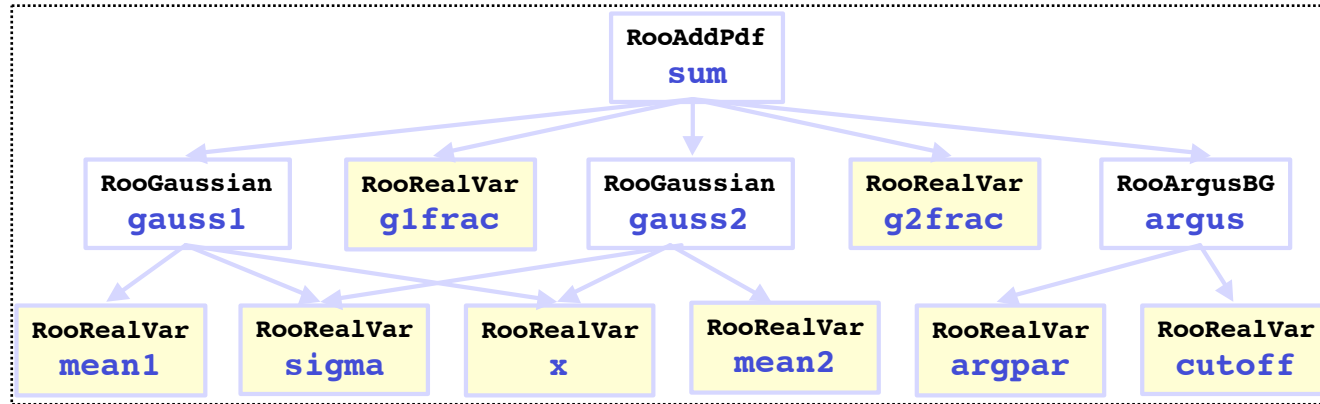 RooAddPdf
sum
RooGaussian
gauss1
RooRealVar
g1frac
RooGaussian
gauss2
RooRealVar
g2frac
RooArgusBG
argus
RooRealVar
mean1
RooRealVar
sigma
RooRealVar
x
RooRealVar
mean2
RooRealVar
argpar
RooRealVar
cutoff